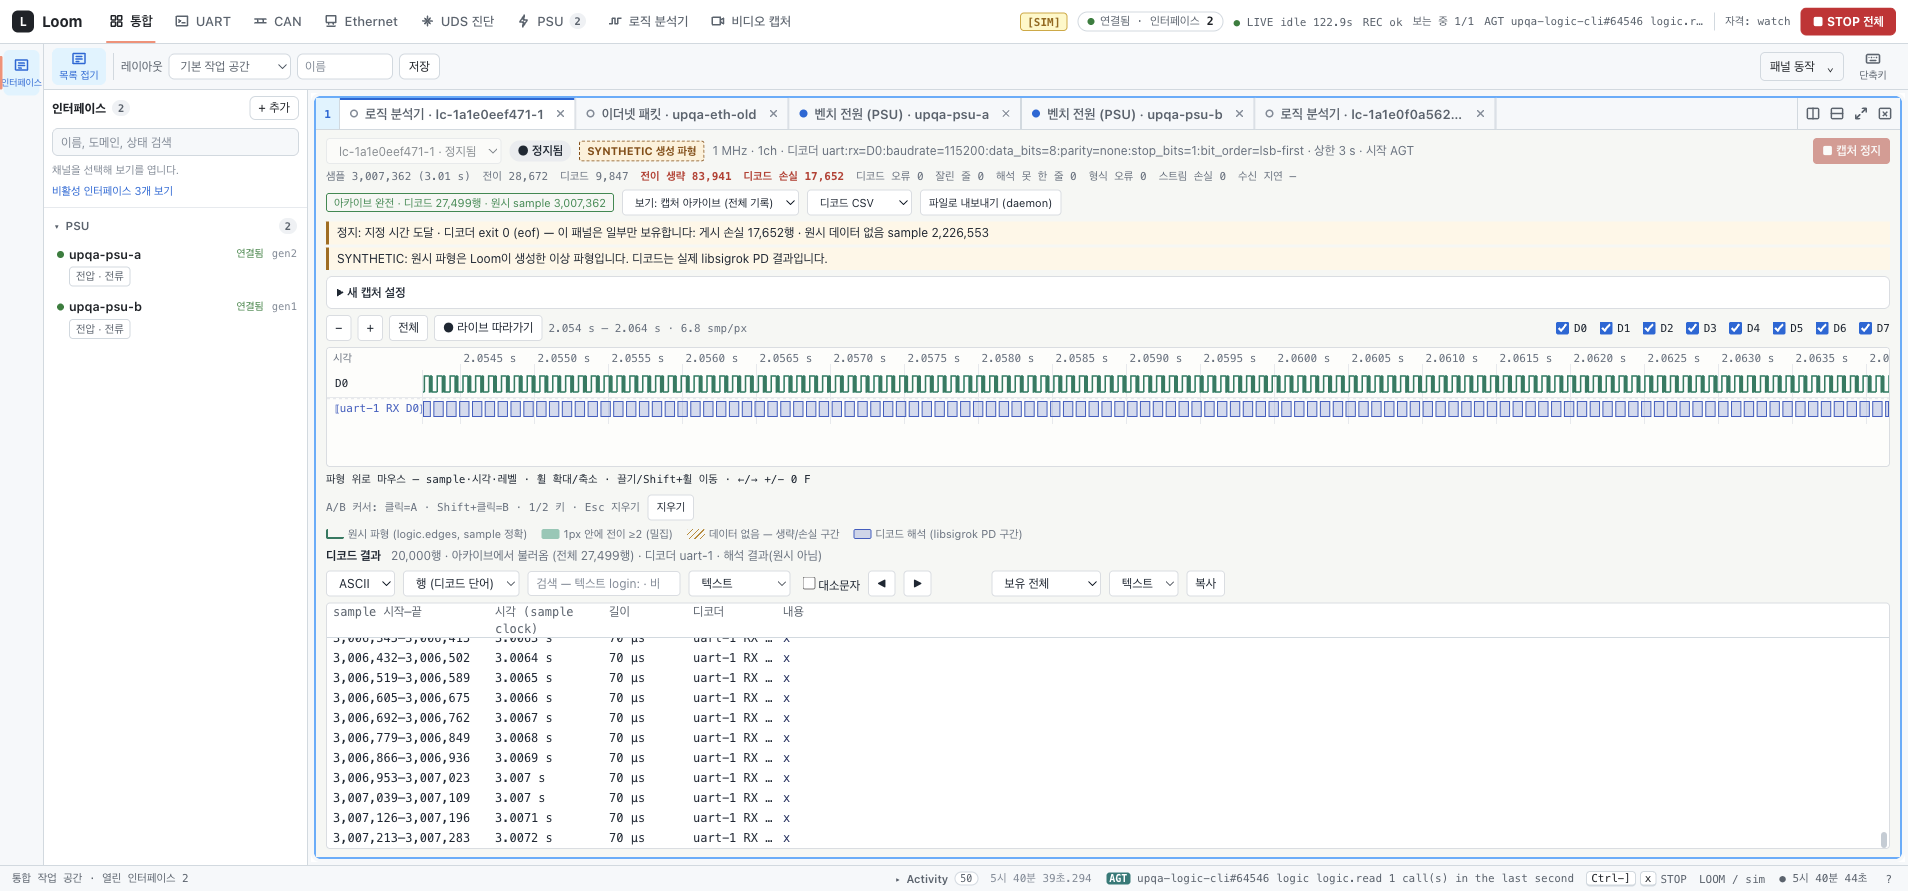 L Loom 통합 UART CAN Ethernet UDS 진단 PSU 2 로직 분석기 비디오 캡처 [SIM] 연결됨 · 인터페이스 2 LIVE idle 122.9s REC ok 보는 중 1/1 AGT upqa-logic-cli#64546 logic.r… 자격: watch STOP 전체
인터페이스 목록 접기 레이아웃 기본 작업 공간 이름 저장 패널 동작 단축키
인터페이스 2 + 추가
이름, 도메인, 상태 검색
채널을 선택해 보기를 엽니다.
비활성 인터페이스 3개 보기
PSU 2
upqa-psu-a 연결됨 gen2
전압 · 전류
upqa-psu-b 연결됨 gen1
전압 · 전류
1 로직 분석기 · lc-1a1e0eef471-1 × 이더넷 패킷 · upqa-eth-old × 벤치 전원 (PSU) · upqa-psu-a × 벤치 전원 (PSU) · upqa-psu-b × 로직 분석기 · lc-1a1e0f0a562... ×
lc-1a1e0eef471-1 · 정지됨 정지됨 SYNTHETIC 생성 파형 1 MHz · 1ch · 디코더 uart:rx=D0:baudrate=115200:data_bits=8:parity=none:stop_bits=1:bit_order=lsb-first · 상한 3 s · 시작 AGT 캡처 정지
샘플 3,007,362 (3.01 s) 전이 28,672 디코드 9,847 전이 생략 83,941 디코드 손실 17,652 디코드 오류 0 잘린 줄 0 해석 못 한 줄 0 형식 오류 0 스트림 손실 0 수신 지연 —
아카이브 완전 · 디코드 27,499행 · 원시 sample 3,007,362 보기: 캡처 아카이브 (전체 기록) 디코드 CSV 파일로 내보내기 (daemon)
정지: 지정 시간 도달 · 디코더 exit 0 (eof) — 이 패널은 일부만 보유합니다: 게시 손실 17,652행 · 원시 데이터 없음 sample 2,226,553
SYNTHETIC: 원시 파형은 Loom이 생성한 이상 파형입니다. 디코드는 실제 libsigrok PD 결과입니다.
▶ 새 캡처 설정
− + 전체 ● 라이브 따라가기 2.054 s — 2.064 s · 6.8 smp/px D0 D1 D2 D3 D4 D5 D6 D7
시각 2.0545 s 2.0550 s 2.0555 s 2.0560 s 2.0565 s 2.0570 s 2.0575 s 2.0580 s 2.0585 s 2.0590 s 2.0595 s 2.0600 s 2.0605 s 2.0610 s 2.0615 s 2.0620 s 2.0625 s 2.0630 s 2.0635 s 2.0
D0
[uart-1 RX D0]
파형 위로 마우스 — sample·시각·레벨 · 휠 확대/축소 · 끌기/Shift+휠 이동 · ←/→ +/− 0 F
A/B 커서: 클릭=A · Shift+클릭=B · 1/2 키 · Esc 지우기 지우기
원시 파형 (logic.edges, sample 정확) 1px 안에 전이 ≥2 (밀집) 데이터 없음 — 생략/손실 구간 디코드 해석 (libsigrok PD 구간)
디코드 결과 20,000행 · 아카이브에서 불러옴 (전체 27,499행) · 디코더 uart-1 · 해석 결과(원시 아님)
ASCII 행 (디코드 단어) 검색 — 텍스트 login: · 비 텍스트 대소문자 ◀ ▶ 보유 전체 텍스트 복사
sample 시작—끝 시각 (sample clock) 길이 디코더 내용
3,006,345—3,006,415 3.0063 s 70 µs uart-1 RX … x
3,006,432—3,006,502 3.0064 s 70 µs uart-1 RX … x
3,006,519—3,006,589 3.0065 s 70 µs uart-1 RX … x
3,006,605—3,006,675 3.0066 s 70 µs uart-1 RX … x
3,006,692—3,006,762 3.0067 s 70 µs uart-1 RX … x
3,006,779—3,006,849 3.0068 s 70 µs uart-1 RX … x
3,006,866—3,006,936 3.0069 s 70 µs uart-1 RX … x
3,006,953—3,007,023 3.007 s 70 µs uart-1 RX … x
3,007,039—3,007,109 3.007 s 70 µs uart-1 RX … x
3,007,126—3,007,196 3.0071 s 70 µs uart-1 RX … x
3,007,213—3,007,283 3.0072 s 70 µs uart-1 RX … x
통합 작업 공간 · 열린 인터페이스 2 Activity 50 5시 40분 39초.294 AGT upqa-logic-cli#64546 logic logic.read 1 call(s) in the last second Ctrl-] x STOP LOOM / sim 5시 40분 44초 ?